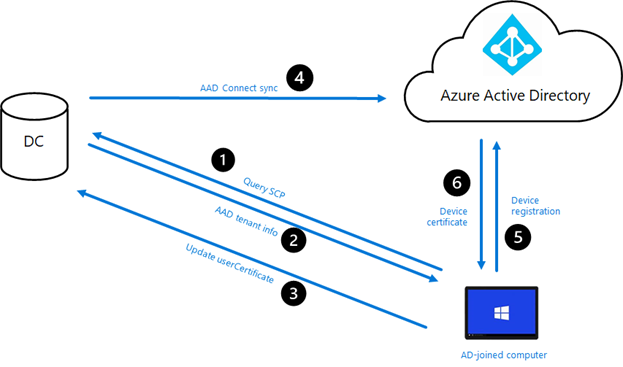 4
AAD Connect sync
Azure Active Directory
DC
1
Query SCP
6
Device
certificate
Device
registration
5
AAD tenant info
2
Update userCertificate
3
AD-joined computer